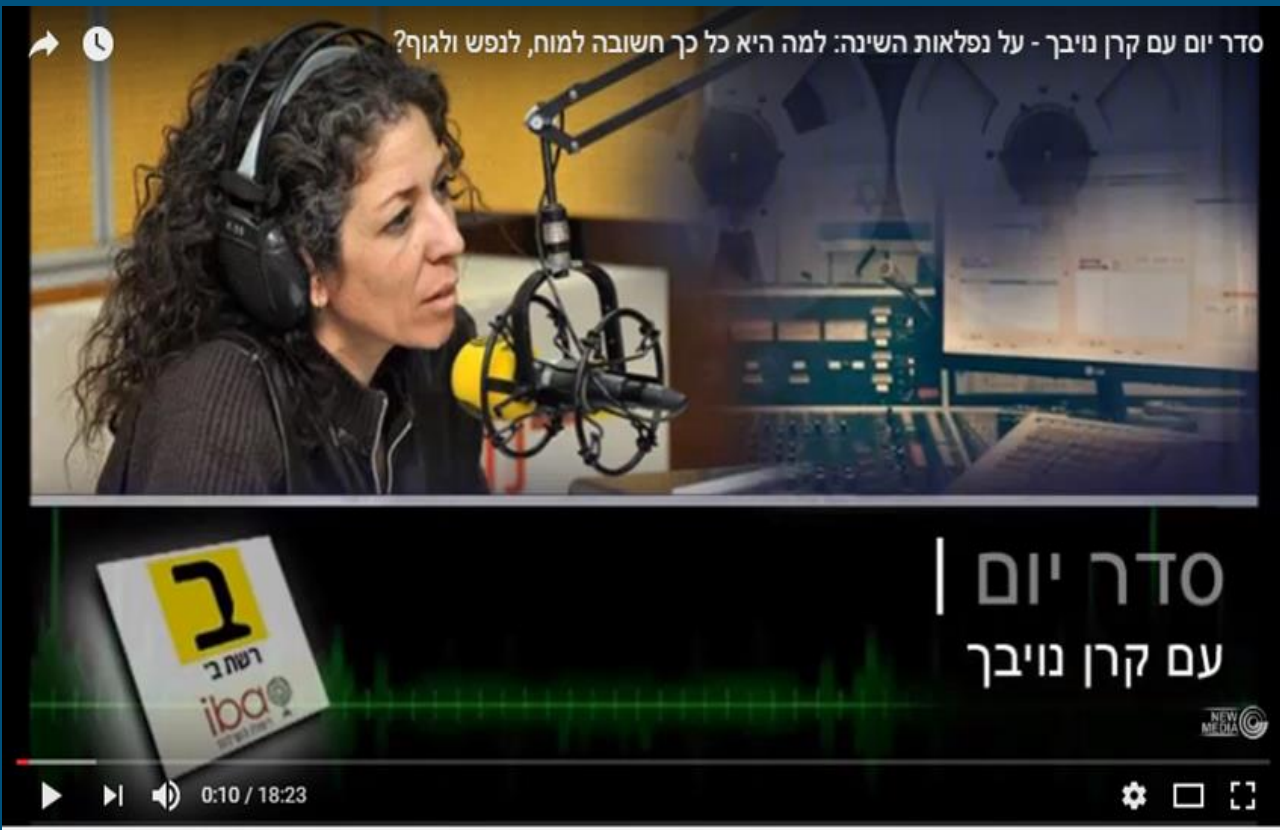 סדר יום עם קרן נויבך - על נפלאות השינה: למה היא כל כך חשובה למוח, לנפש ולגוף?
סדר יום
עם קרן נויבך
ב
רשת ב'
iba
NEW
MEDIA
0:10 / 18:23